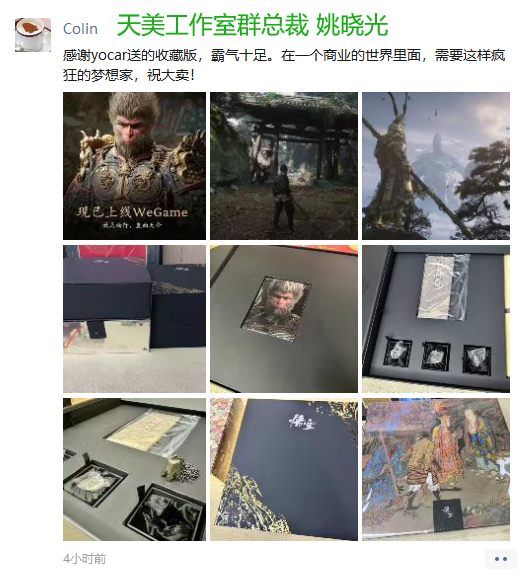 Colin 天美工作室群总裁 姚晓光
感谢yocar送的收藏版，霸气十足。在一个商业的世界里面，需要这样疯
狂的梦想家，祝大卖！
现已上线WeGame
悟空
4小时前